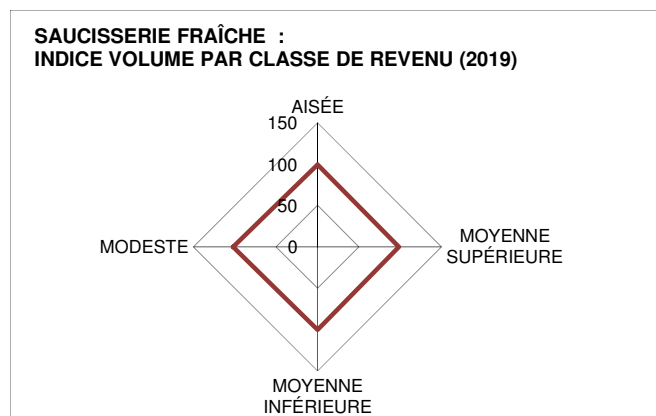 SAUCISSERIE FRAÎCHE :
INDICE VOLUME PAR CLASSE DE REVENU (2019)
AISÉE
150
100
50
0
MODESTE
MOYENNE
SUPÉRIEURE
MOYENNE
INFÉRIEURE